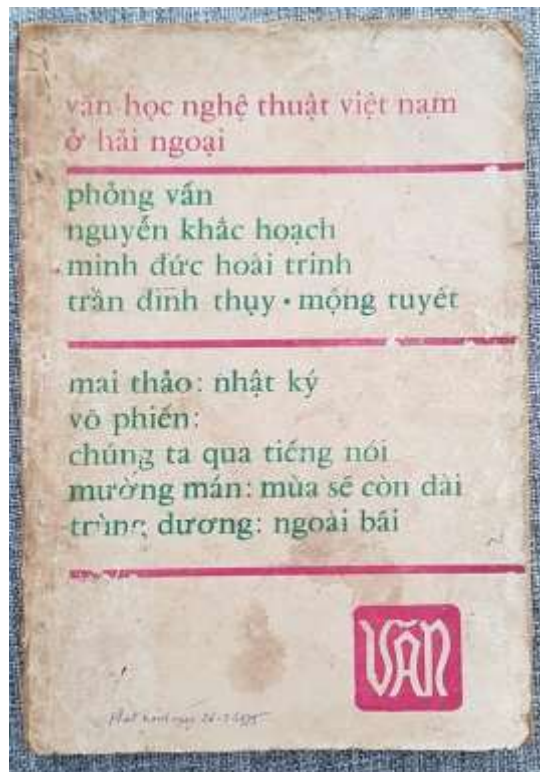 văn học nghệ thuật việt nam
ở hải ngoại
phỏng vấn
nguyễn khắc hoạch
minh đức hoài trinh
trần đình thụy • mộng tuyết
mai thảo: nhật ký
võ phiến:
chúng ta qua tiếng nói
mường mán: mùa sẽ còn dài
trùng dương: ngoài bãi
VĂN